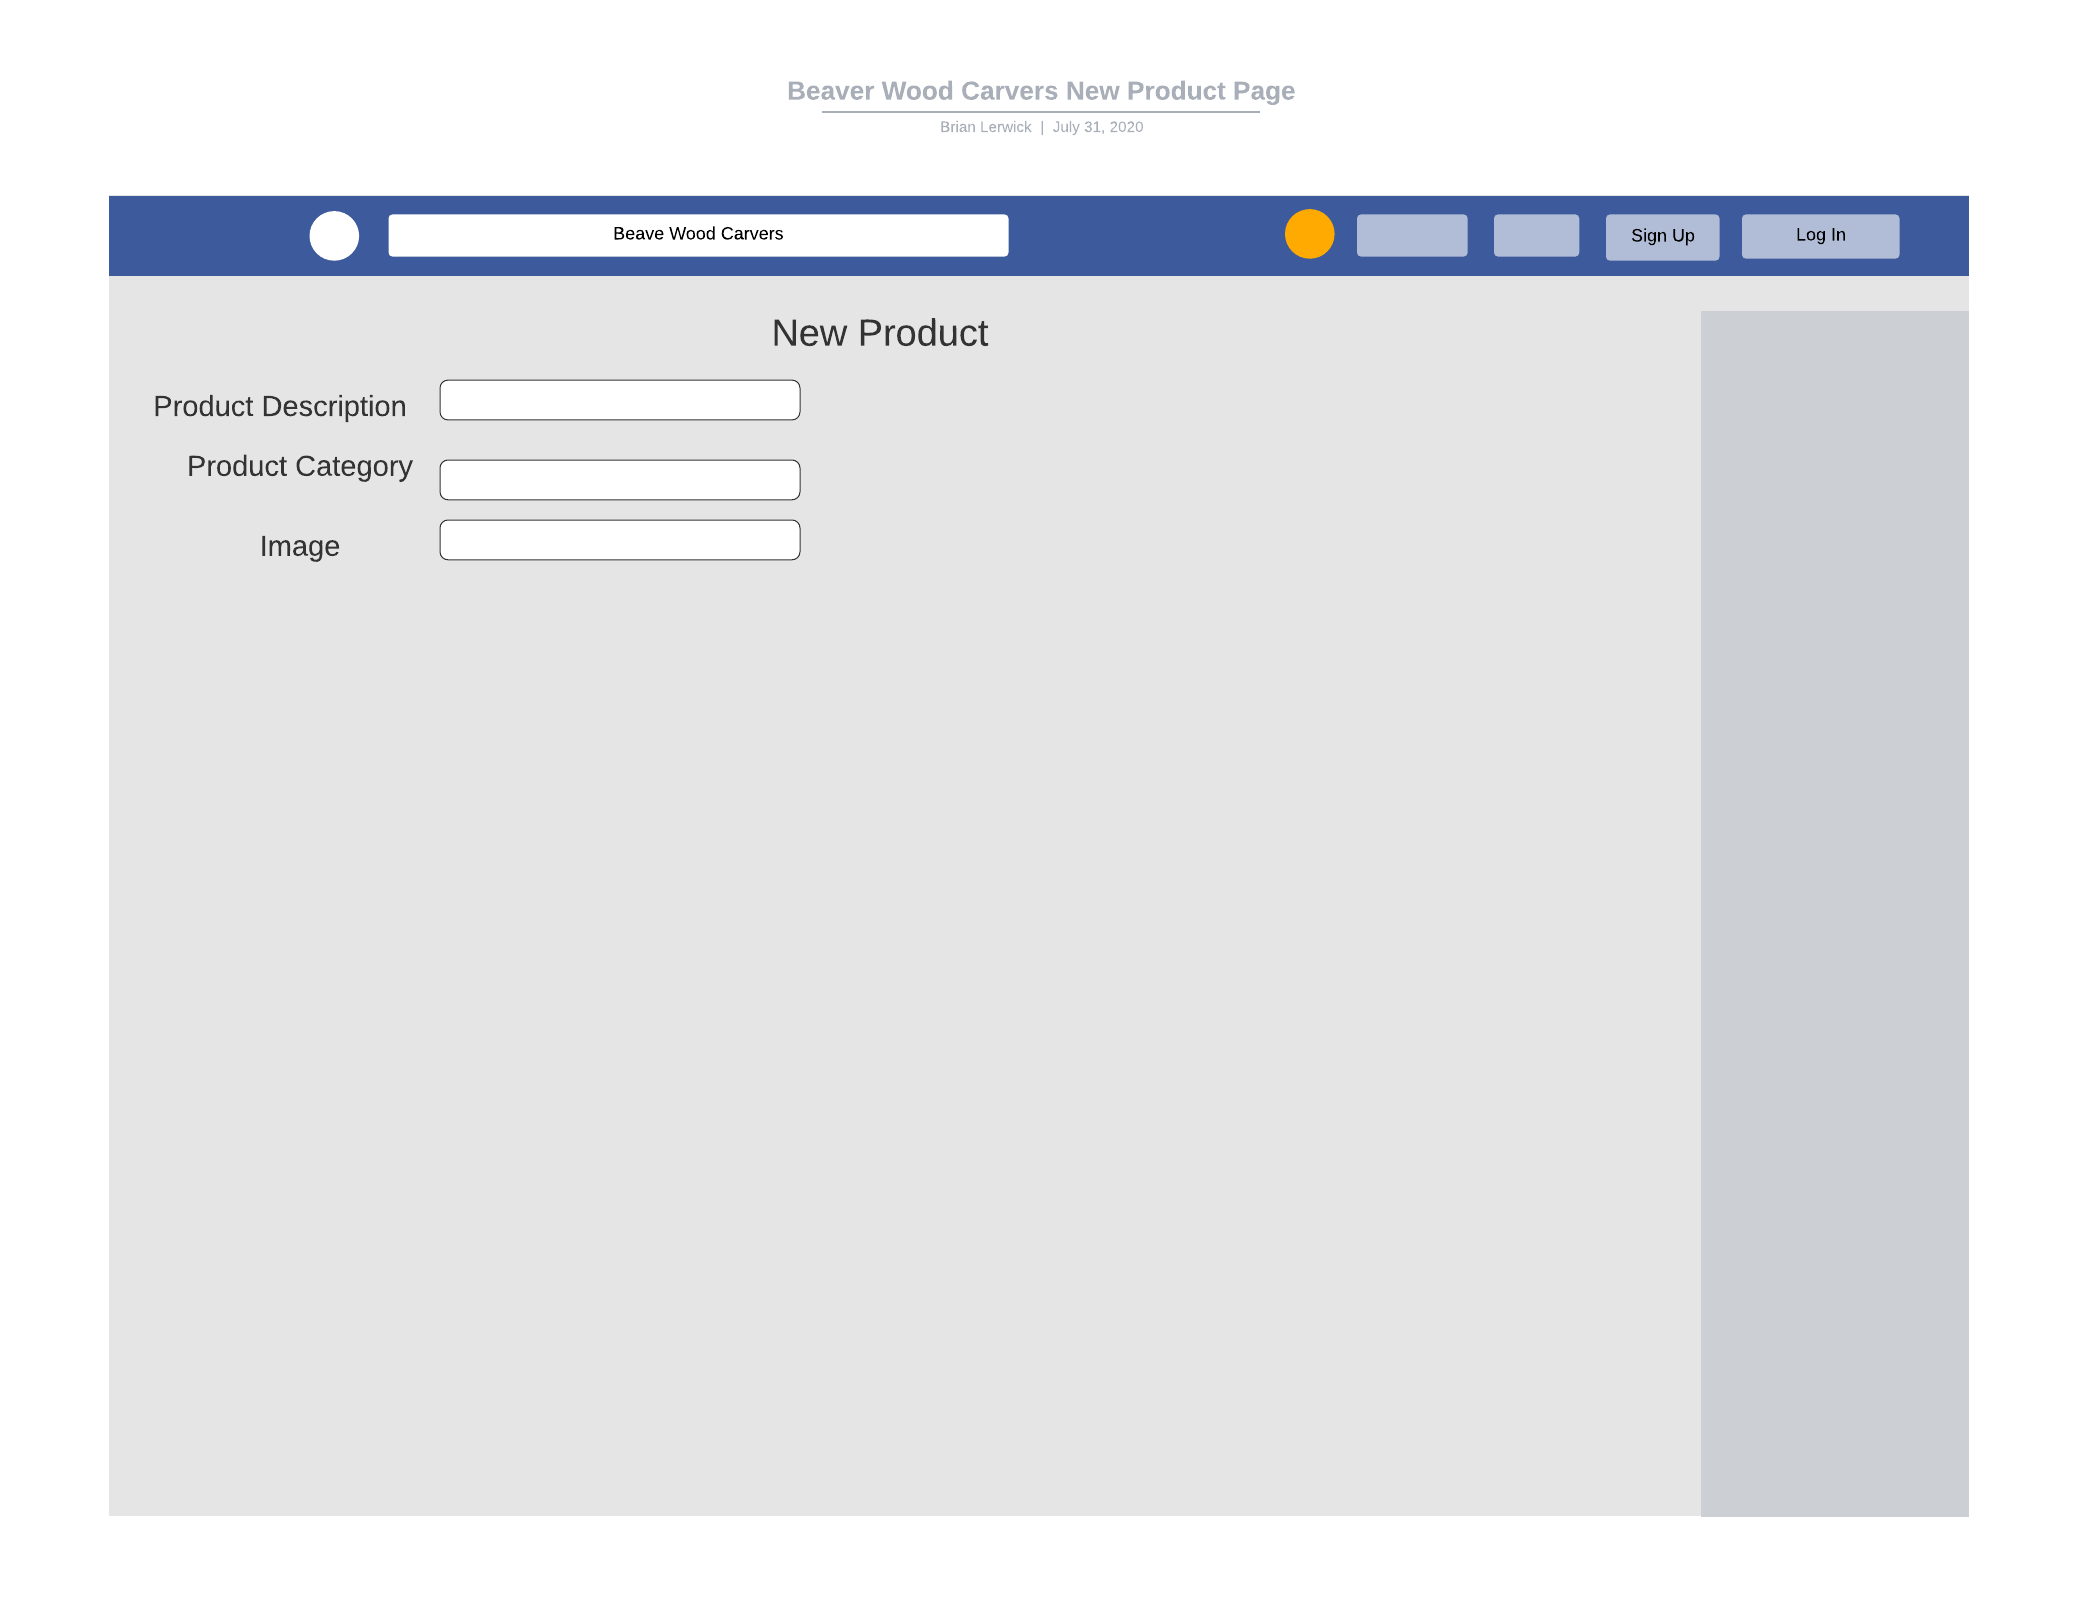 Beaver Wood Carvers New Product Page
Brian Lerwick | July 31, 2020
Beave Wood Carvers
Sign Up
Log In
New Product
Product Description
Product Category
Image